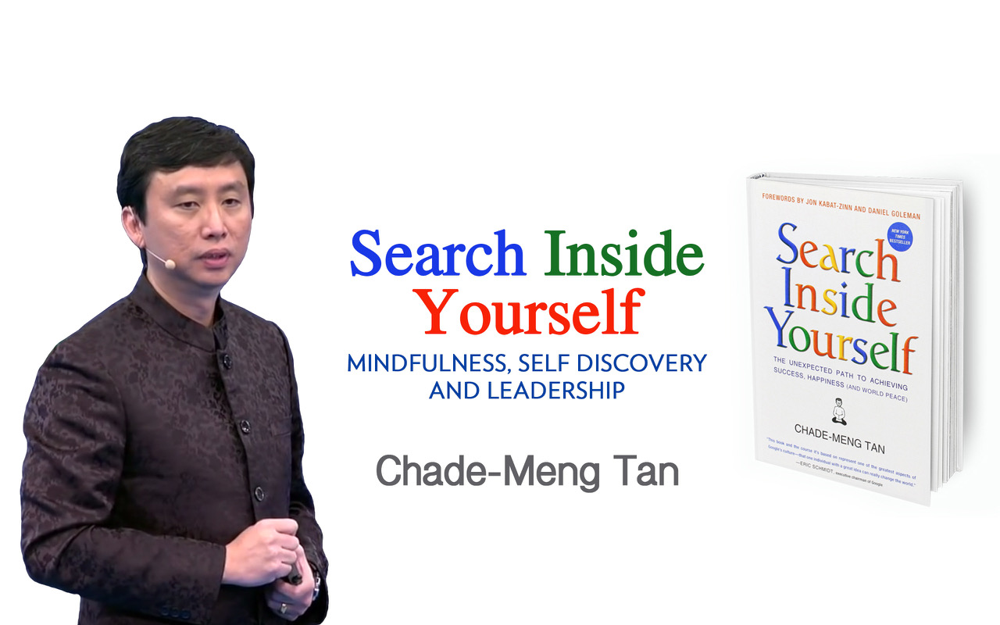 Search Inside
Yourself
MINDFULNESS, SELF DISCOVERY
AND LEADERSHIP
Chade-Meng Tan
FOREWORDS BY JON KABAT-ZINN AND DANIEL GOLEMAN
NEW YORK
TIMES
BESTSELLER
Search
Inside
Yourself
THE UNEXPECTED PATH TO ACHIEVING
SUCCESS, HAPPINESS (AND WORLD PEACE)
CHADE-MENG TAN
"This book and the course it's based on represent one of the greatest aspects of
Google's culture—that one individual with a great idea can really change the world."
—ERIC SCHMIDT, executive chairman of Google